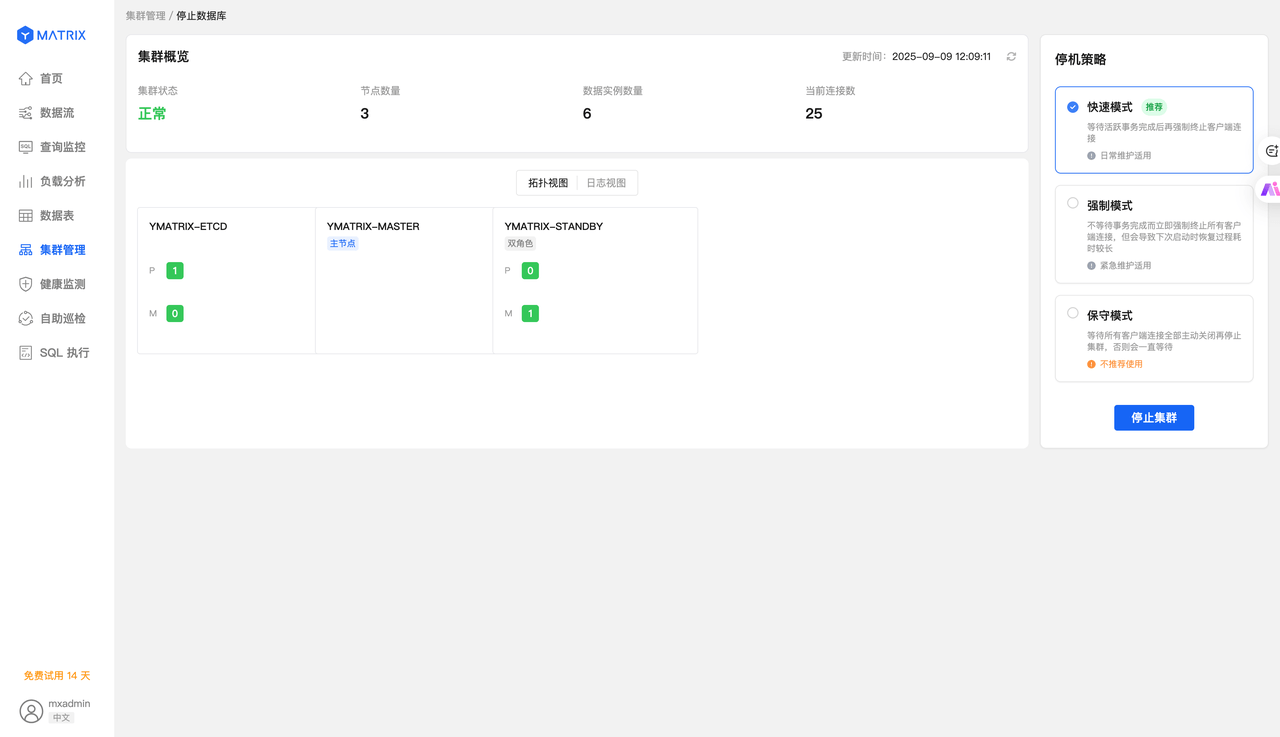 MATRIX
首页
数据流
查询监控
负载分析
数据表
集群管理
健康监测
自助巡检
SQL 执行
免费试用 14 天
mxadmin
中文
集群管理 / 停止数据库
集群概览
更新时间: 2025-09-09 12:09:11
集群状态
正常
节点数量
3
数据实例数量
6
当前连接数
25
拓扑视图
日志视图
YMATRIX-ETCD
P 1
M 0
YMATRIX-MASTER
主节点
YMATRIX-STANDBY
双角色
P 0
M 1
停机策略
快速模式 推荐
等待活跃事务完成后再强制终止客户端连
接
日常维护适用
强制模式
不等待事务完成而立即强制终止所有客户
端连接，但会导致下次启动时恢复过程耗
时较长
紧急维护适用
保守模式
等待所有客户端连接全部主动关闭再停止
集群，否则会一直等待
不推荐使用
停止集群